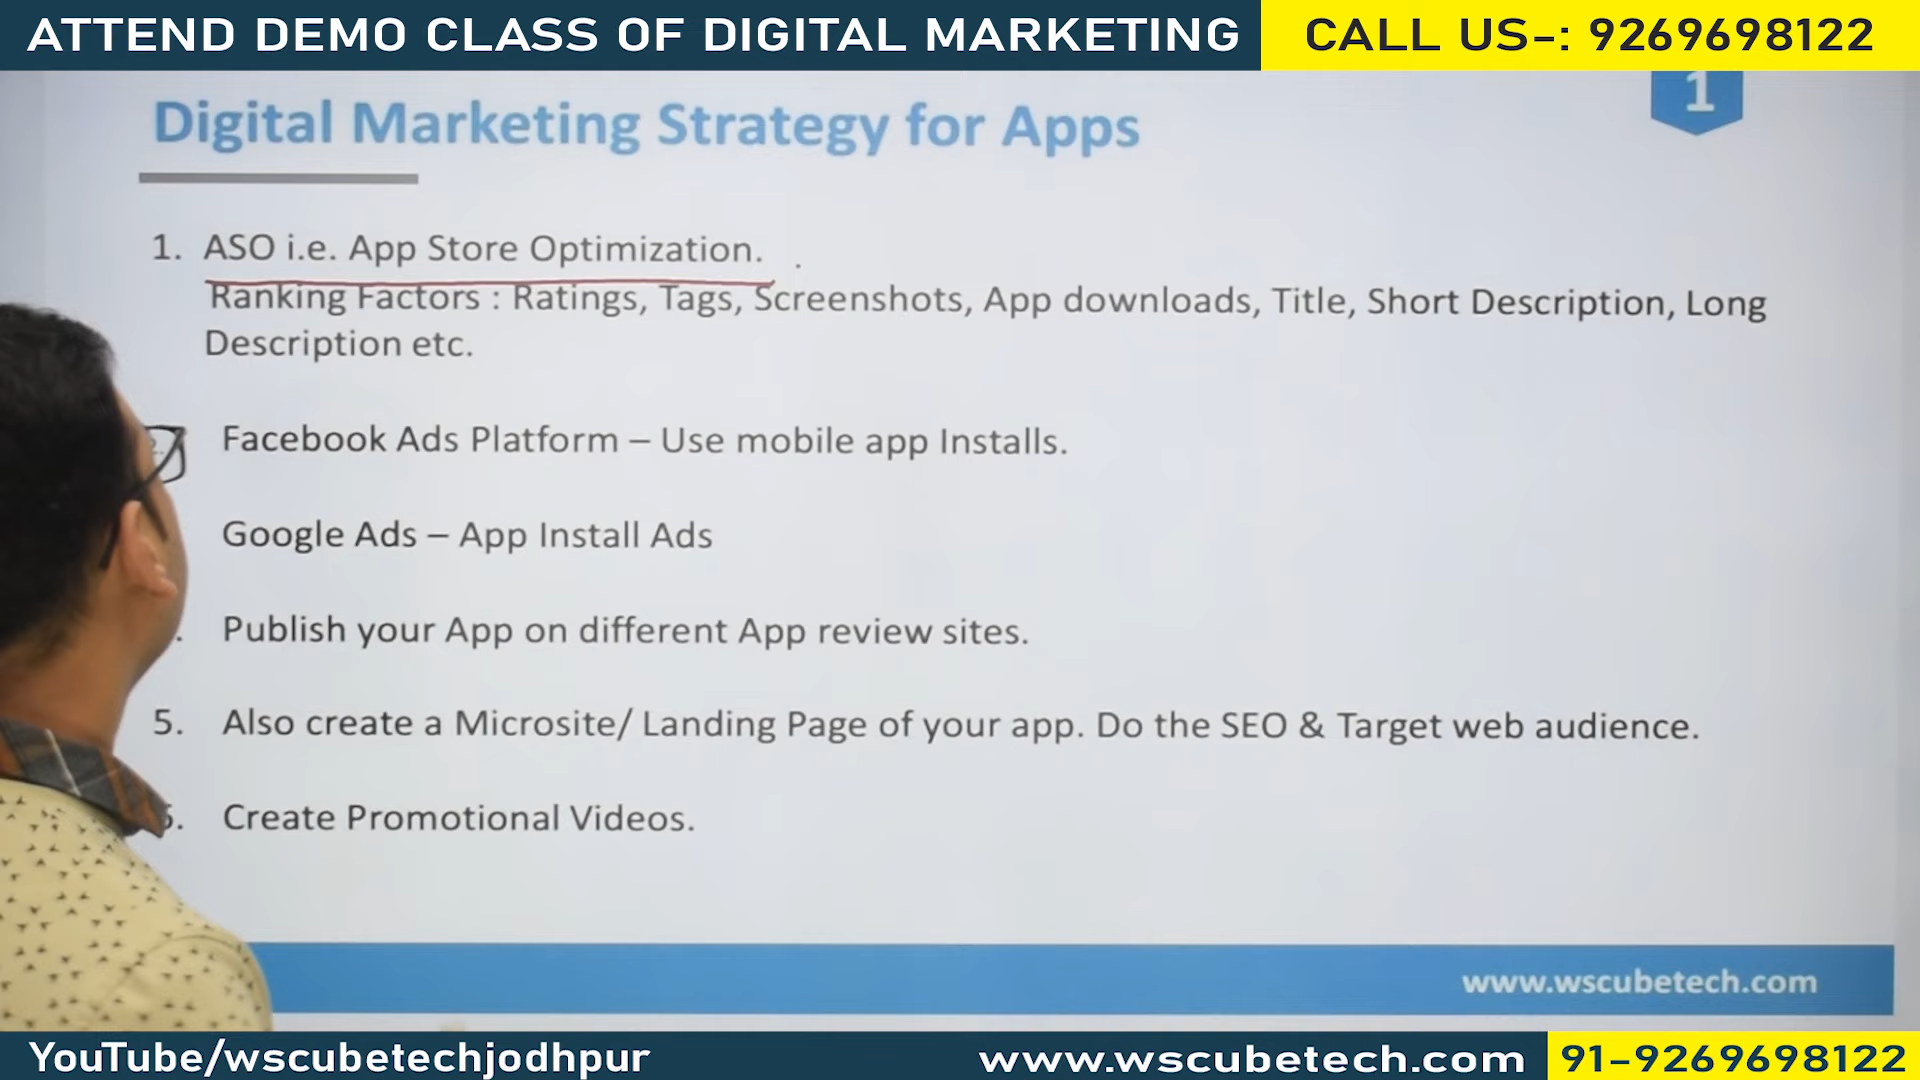 ATTEND DEMO CLASS OF DIGITAL MARKETING
CALL US-: 9269698122
1
Digital Marketing Strategy for Apps
1. ASO i.e. App Store Optimization.
Ranking Factors : Ratings, Tags, Screenshots, App downloads, Title, Short Description, Long
Description etc.
Facebook Ads Platform – Use mobile app Installs.
Google Ads – App Install Ads
Publish your App on different App review sites.
5. Also create a Microsite/ Landing Page of your app. Do the SEO & Target web audience.
Create Promotional Videos.
www.wscubetech.com
YouTube/wscubetechjodhpur
www.wscubetech.com
91-9269698122